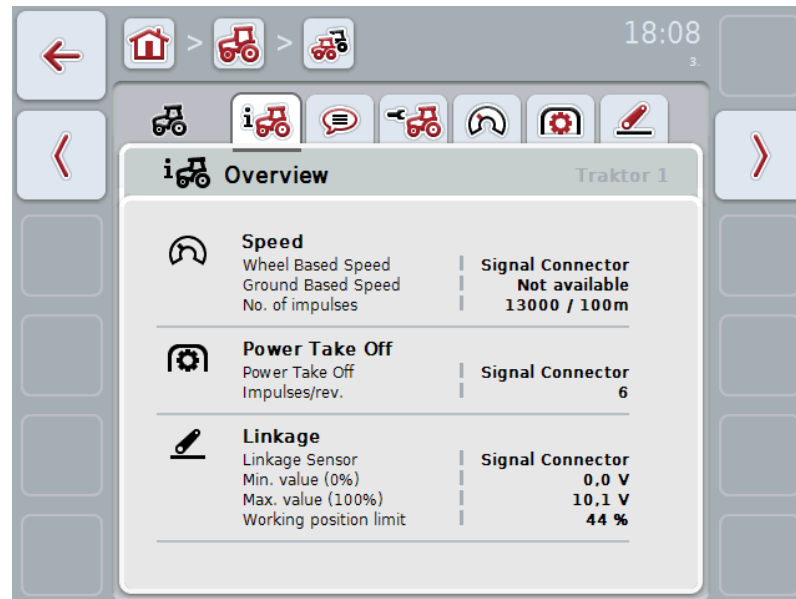 > >
18:08
3.
i
i Overview Traktor 1
Speed
Wheel Based Speed | Signal Connector
Ground Based Speed | Not available
No. of impulses | 13000 / 100m
Power Take Off
Power Take Off | Signal Connector
Impulses/rev. | 6
Linkage
Linkage Sensor | Signal Connector
Min. value (0%) | 0,0 V
Max. value (100%) | 10,1 V
Working position limit | 44 %